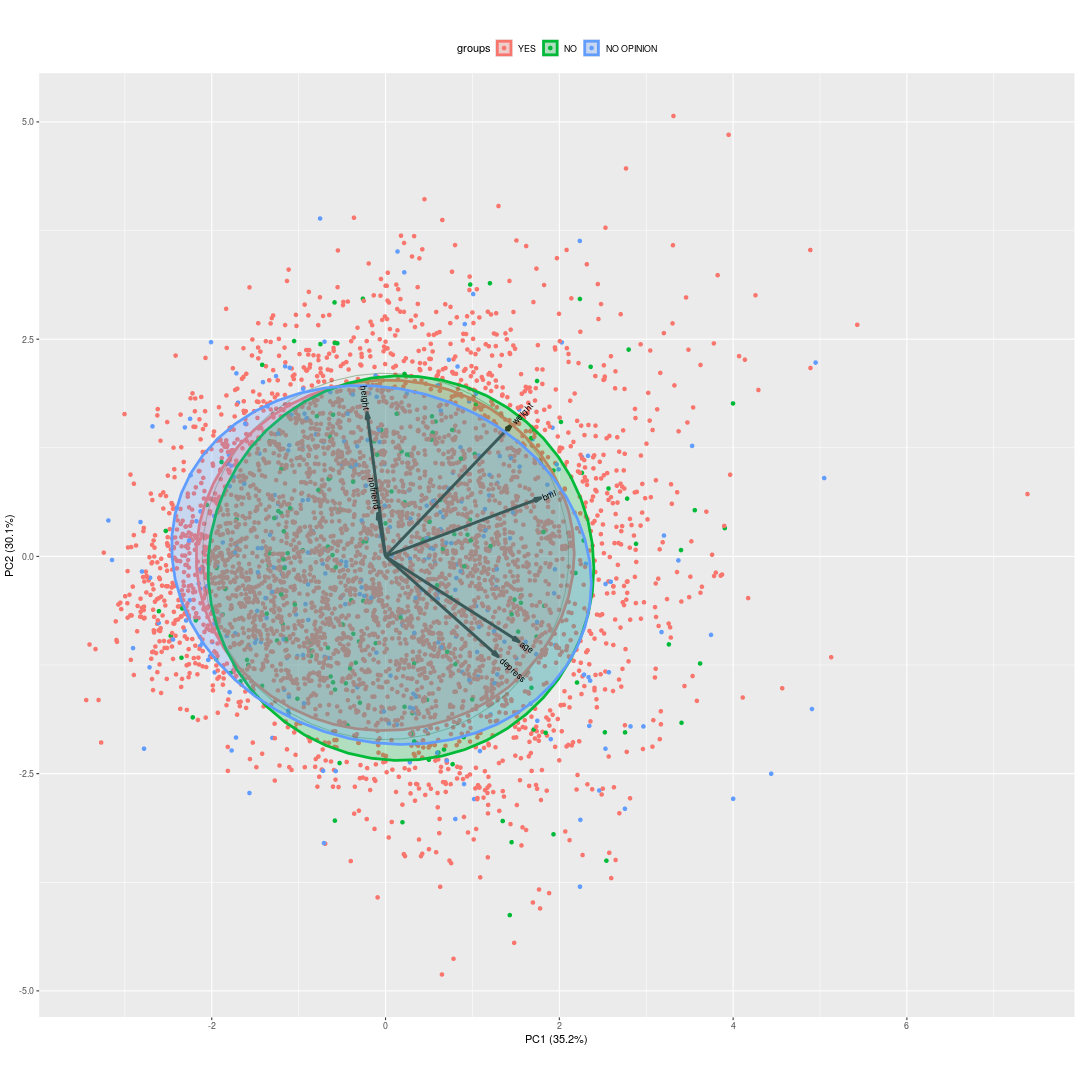 groups YES NO NO OPINION
5.0
2.5
0.0
-2.5
-5.0
PC2 (30.1%)
height
weight
nofriend
bmi
age
depress
-2 0 2 4 6
PC1 (35.2%)